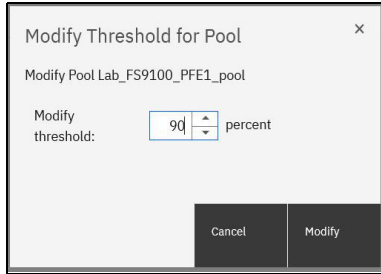 Modify Threshold for Pool ×
Modify Pool Lab_FS9100_PFE1_pool
Modify
threshold:
90 percent
Cancel Modify